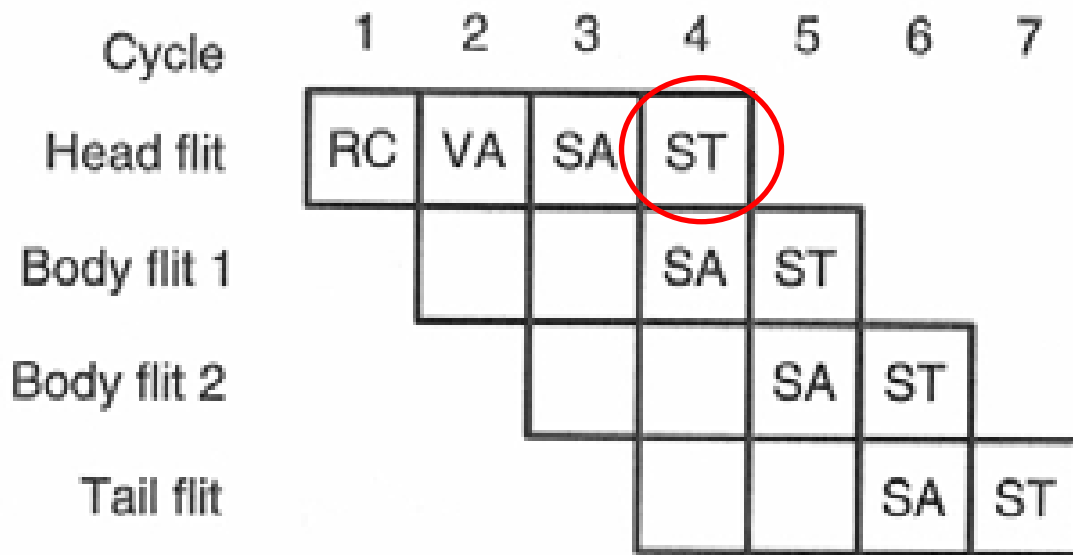 Cycle 1 2 3 4 5 6 7
Head flit RC VA SA ST
Body flit 1 SA ST
Body flit 2 SA ST
Tail flit SA ST